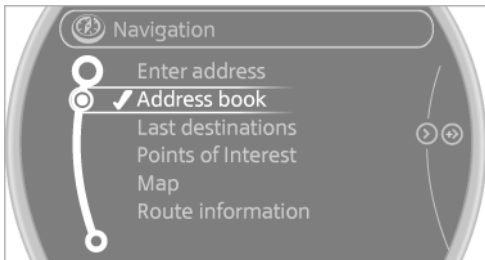 Navigation
Enter address
Address book
Last destinations
Points of Interest
Map
Route information